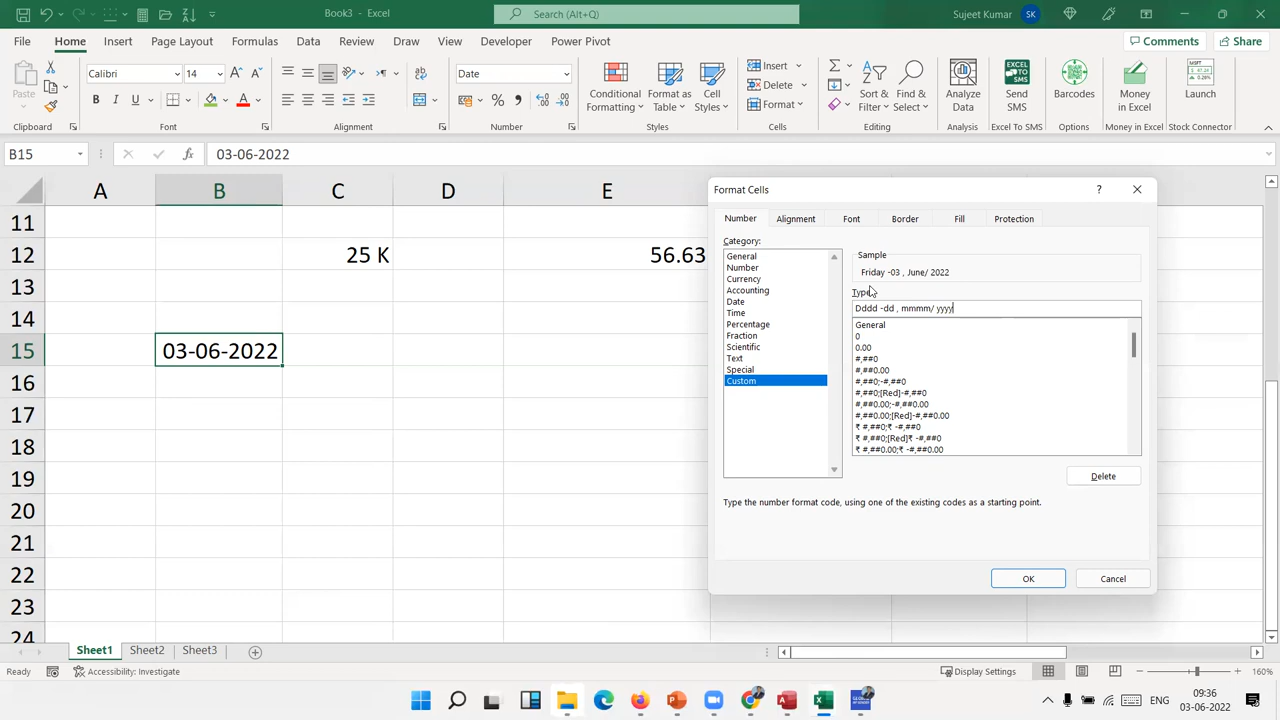 Book3 - Excel
Search (Alt+Q)
Sujeet Kumar
SK
File
Home
Insert
Page Layout
Formulas
Data
Review
Draw
View
Developer
Power Pivot
Comments
Share
Paste
Clipboard
Calibri
14
A A
B I U
Font
Alignment
Date
% ,
Number
Conditional
Formatting
Format as
Table
Cell
Styles
Styles
Insert
Delete
Format
Cells
Sort &
Filter
Find &
Select
Editing
Analyze
Data
Analysis
Send
SMS
Excel To SMS
Barcodes
Options
Money
in Excel
Money in Excel
Launch
Stock Connector
B15
fx
03-06-2022
A B C D E
11
12 25 K 56.63
13
14
15 03-06-2022
16
17
18
19
20
21
22
23
24
Format Cells
?
Number
Alignment
Font
Border
Fill
Protection
Category:
General
Number
Currency
Accounting
Date
Time
Percentage
Fraction
Scientific
Text
Special
Custom
Sample
Friday -03 , June/ 2022
Type:
Dddd -dd , mmmm/ yyyy
General
0
0.00
#,##0
#,##0.00
#,##0;-#,##0
#,##0;[Red]-#,##0
#,##0.00;-#,##0.00
#,##0.00;[Red]-#,##0.00
₹ #,##0;₹ -#,##0
₹ #,##0;[Red]₹ -#,##0
₹ #,##0.00;₹ -#,##0.00
Delete
Type the number format code, using one of the existing codes as a starting point.
OK
Cancel
Sheet1
Sheet2
Sheet3
Ready
Accessibility: Investigate
Display Settings
160%
ENG
09:36
03-06-2022